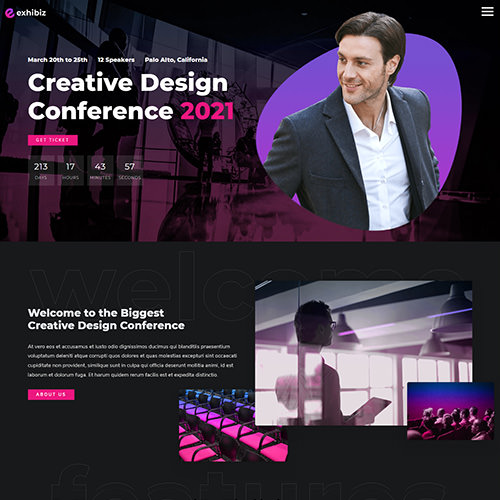 exhibiz
March 20th to 25th 12 Speakers Palo Alto, California
Creative Design
Conference 2021
GET TICKET
213 17 43 57
DAYS HOURS MINUTES SECONDS
welcome
Welcome to the Biggest
Creative Design Conference
At vero eos et accusamus et iusto odio dignissimos ducimus qui blanditiis praesentium
voluptatum deleniti atque corrupti quos dolores et quas molestias excepturi sint occaecati
cupiditate non provident, similique sunt in culpa qui officia deserunt mollitia animi, id est
laborum et dolorum fuga. Et harum quidem rerum facilis est et expedita distinctio.
ABOUT US
features